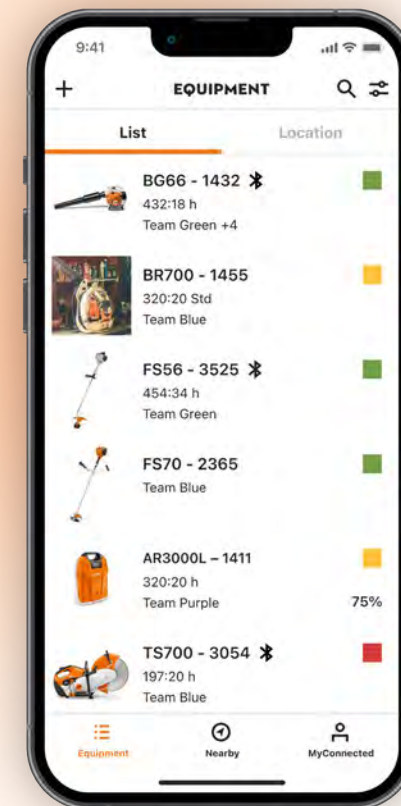 9:41
EQUIPMENT
List Location
BG66 - 1432
432:18 h
Team Green +4
BR700 - 1455
320:20 Std
Team Blue
FS56 - 3525
454:34 h
Team Green
FS70 - 2365
Team Blue
AR3000L – 1411
320:20 h
Team Purple 75%
TS700 - 3054
197:20 h
Team Blue
Equipment Nearby MyConnected